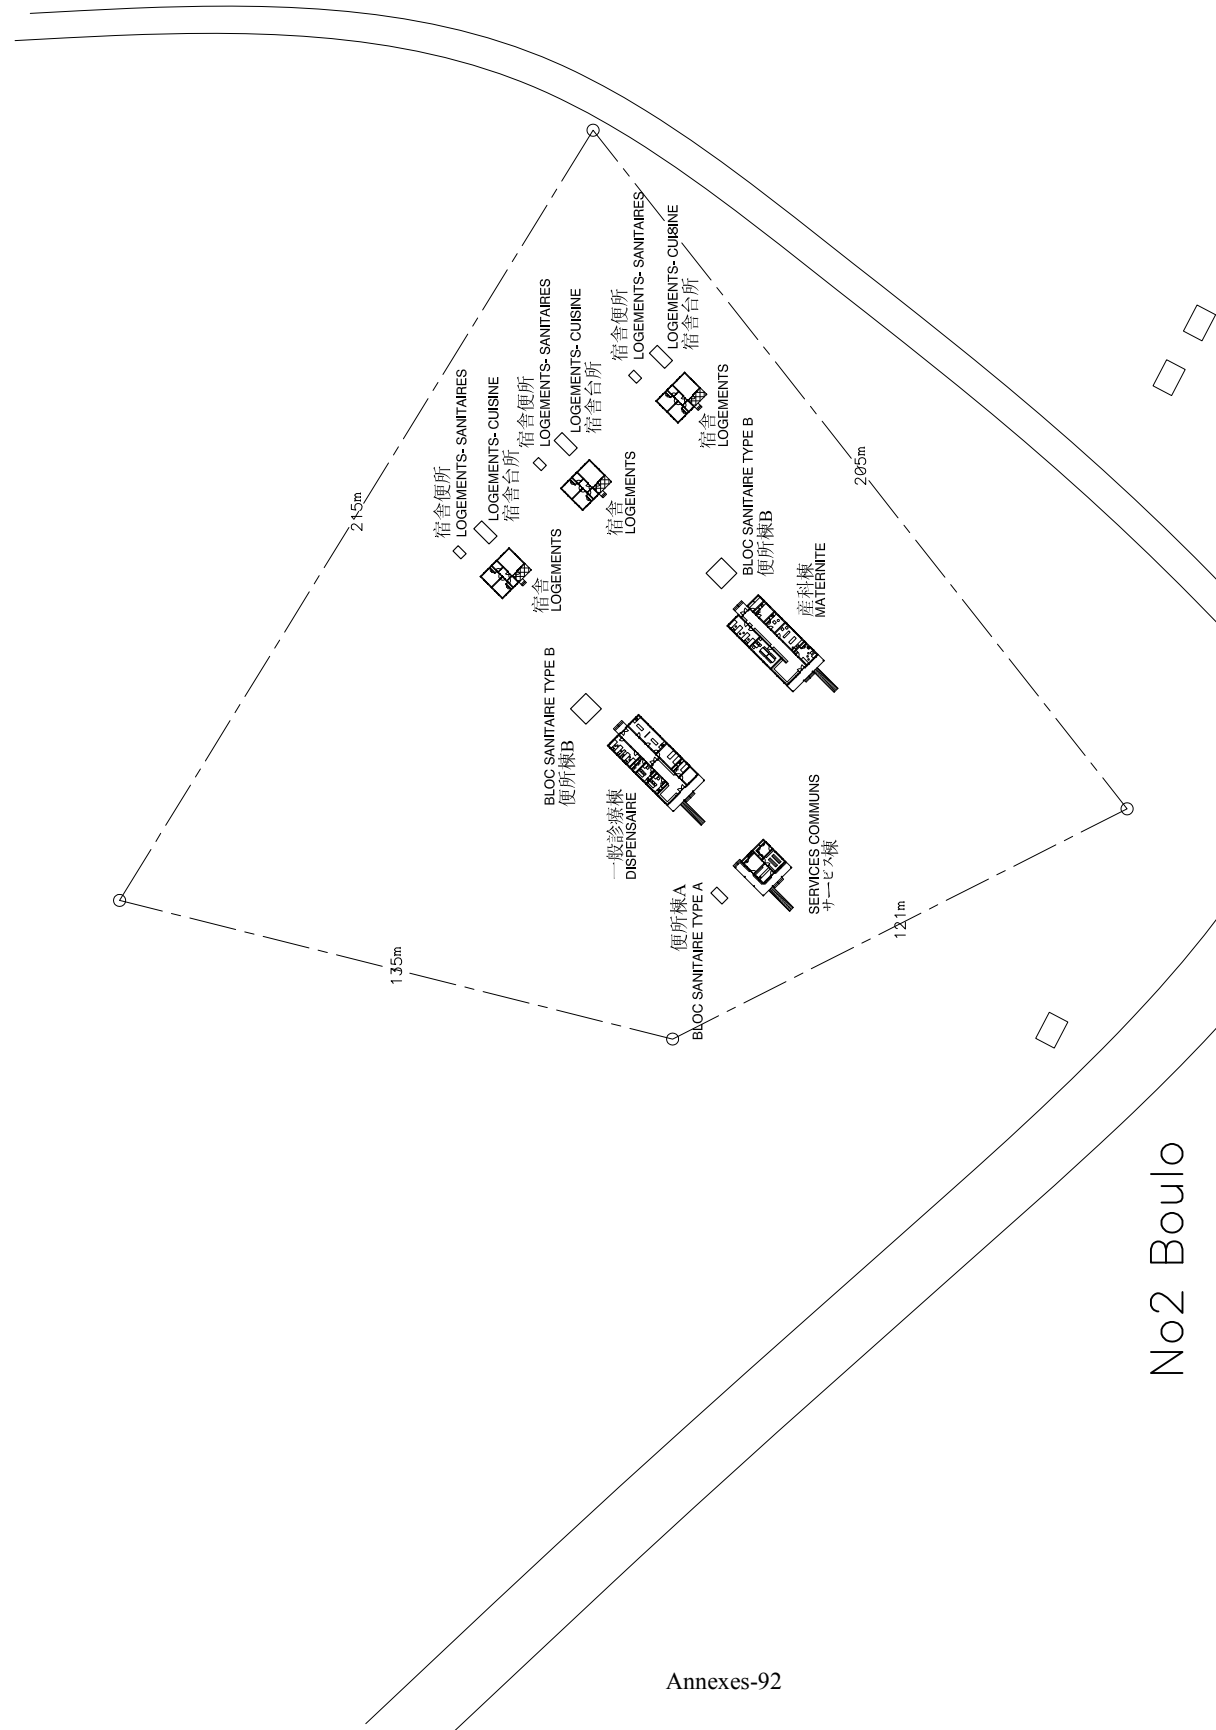 215m
205m
135m
121m
宿舎便所
LOGEMENTS- SANITAIRES
LOGEMENTS- CUISINE
宿舎台所
宿舎
LOGEMENTS
宿舎便所
LOGEMENTS- SANITAIRES
LOGEMENTS- CUISINE
宿舎台所
宿舎
LOGEMENTS
宿舎便所
LOGEMENTS- SANITAIRES
LOGEMENTS- CUISINE
宿舎台所
宿舎
LOGEMENTS
BLOC SANITAIRE TYPE B
便所棟B
一般診療棟
DISPENSAIRE
BLOC SANITAIRE TYPE B
便所棟B
産科棟
MATERNITE
便所棟A
BLOC SANITAIRE TYPE A
SERVICES COMMUNS
サービス棟
No2 Boulo
Annexes-92